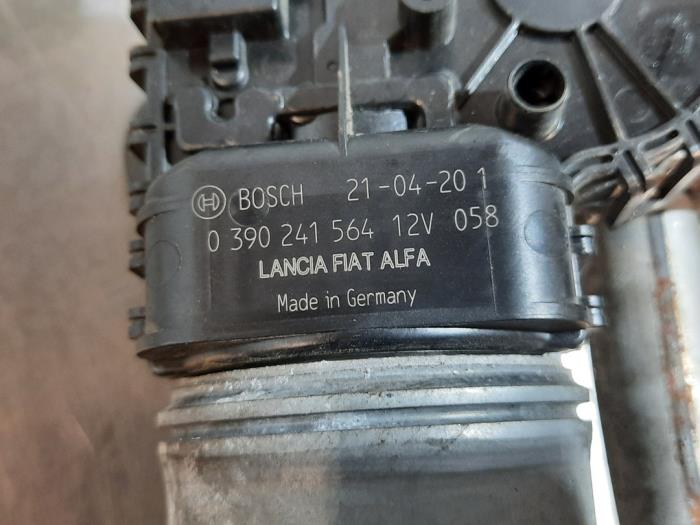 BOSCH 21-04-20 1
0 390 241 564 12V 058
LANCIA FIAT ALFA
Made in Germany